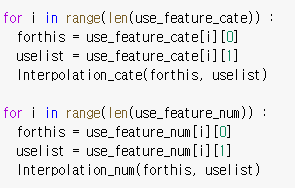 for i in range(len(use_feature_cate)) :
  forthis = use_feature_cate[i][0]
  uselist = use_feature_cate[i][1]
  Interpolation_cate(forthis, uselist)

for i in range(len(use_feature_num)) :
  forthis = use_feature_num[i][0]
  uselist = use_feature_num[i][1]
  Interpolation_num(forthis, uselist)